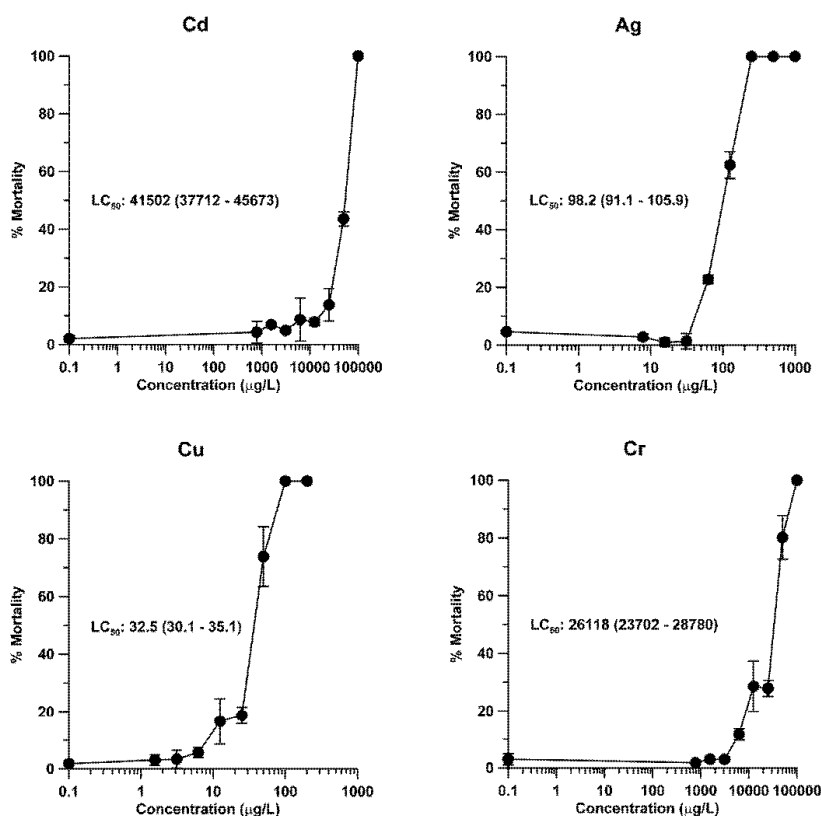 Cd
100
80
60
40
20
0
% Mortality
LC₅₀: 41502 (37712 - 45673)
0.1 1 10 100 1000 10000 100000
Concentration (µg/L)
Ag
100
80
60
40
20
0
% Mortality
LC₅₀: 98.2 (91.1 - 105.9)
0.1 1 10 100 1000
Concentration (µg/L)
Cu
100
80
60
40
20
0
% Mortality
LC₅₀: 32.5 (30.1 - 35.1)
0.1 1 10 100 1000
Concentration (µg/L)
Cr
100
80
60
40
20
0
% Mortality
LC₅₀: 26118 (23702 - 28780)
0.1 1 10 100 1000 10000 100000
Concentration (µg/L)